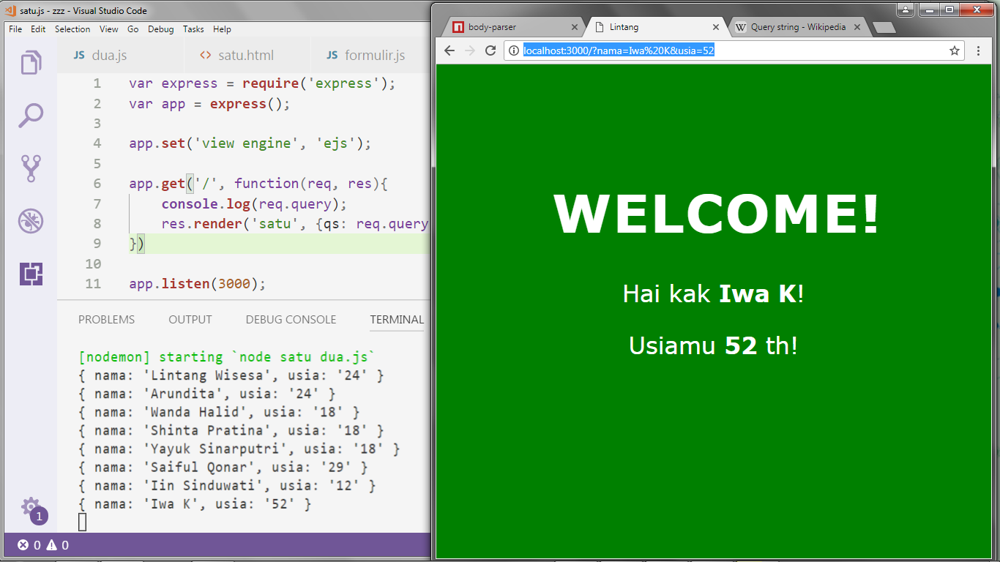 satu.js - zzz - Visual Studio Code
File Edit Selection View Go Debug Tasks Help
dua.js satu.html formulir.js
1 var express = require('express');
2 var app = express();
3
4 app.set('view engine', 'ejs');
5
6 app.get('/', function(req, res){
7 console.log(req.query);
8 res.render('satu', {qs: req.query
9 })
10
11 app.listen(3000);
PROBLEMS OUTPUT DEBUG CONSOLE TERMINAL
[nodemon] starting `node satu dua.js`
{ nama: 'Lintang Wisesa', usia: '24' }
{ nama: 'Arundita', usia: '24' }
{ nama: 'Wanda Halid', usia: '18' }
{ nama: 'Shinta Pratina', usia: '18' }
{ nama: 'Yayuk Sinarputri', usia: '18' }
{ nama: 'Saiful Qonar', usia: '29' }
{ nama: 'Iin Sinduwati', usia: '12' }
{ nama: 'Iwa K', usia: '52' }
1
0 0
body-parser Lintang Query string - Wikipedia
localhost:3000/?nama=Iwa%20K&usia=52
WELCOME!
Hai kak Iwa K!
Usiamu 52 th!